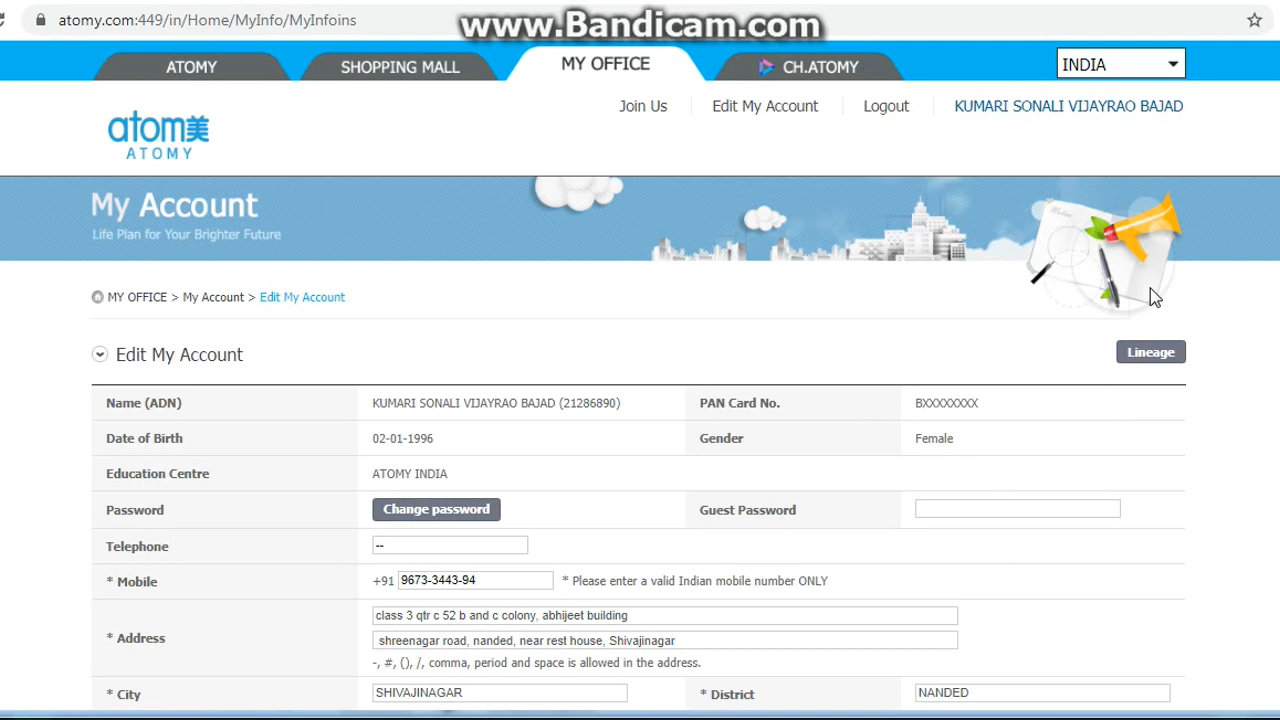 atomy.com:449/in/Home/MyInfo/MyInfoins
www.Bandicam.com
ATOMY
SHOPPING MALL
MY OFFICE
CH.ATOMY
INDIA
Join Us
Edit My Account
Logout
KUMARI SONALI VIJAYRAO BAJAD
atom美
ATOMY
My Account
Life Plan for Your Brighter Future
MY OFFICE > My Account > Edit My Account
Edit My Account
Lineage
Name (ADN)
KUMARI SONALI VIJAYRAO BAJAD (21286890)
PAN Card No.
BXXXXXXXX
Date of Birth
02-01-1996
Gender
Female
Education Centre
ATOMY INDIA
Password
Change password
Guest Password
Telephone
--
* Mobile
+91 9673-3443-94
* Please enter a valid Indian mobile number ONLY
* Address
class 3 qtr c 52 b and c colony, abhijeet building
shreenagar road, nanded, near rest house, Shivajinagar
-, #, (), /, comma, period and space is allowed in the address.
* City
SHIVAJINAGAR
* District
NANDED